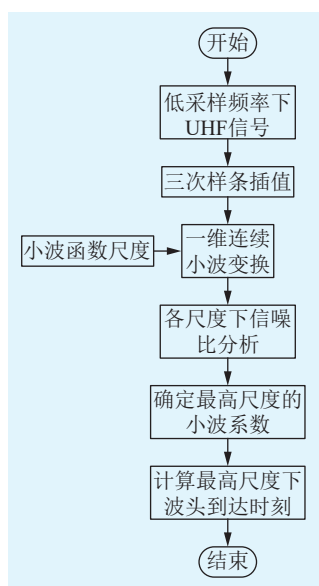 开始
低采样频率下
UHF信号
三次样条插值
小波函数尺度
一维连续
小波变换
各尺度下信噪
比分析
确定最高尺度的
小波系数
计算最高尺度下
波头到达时刻
结束